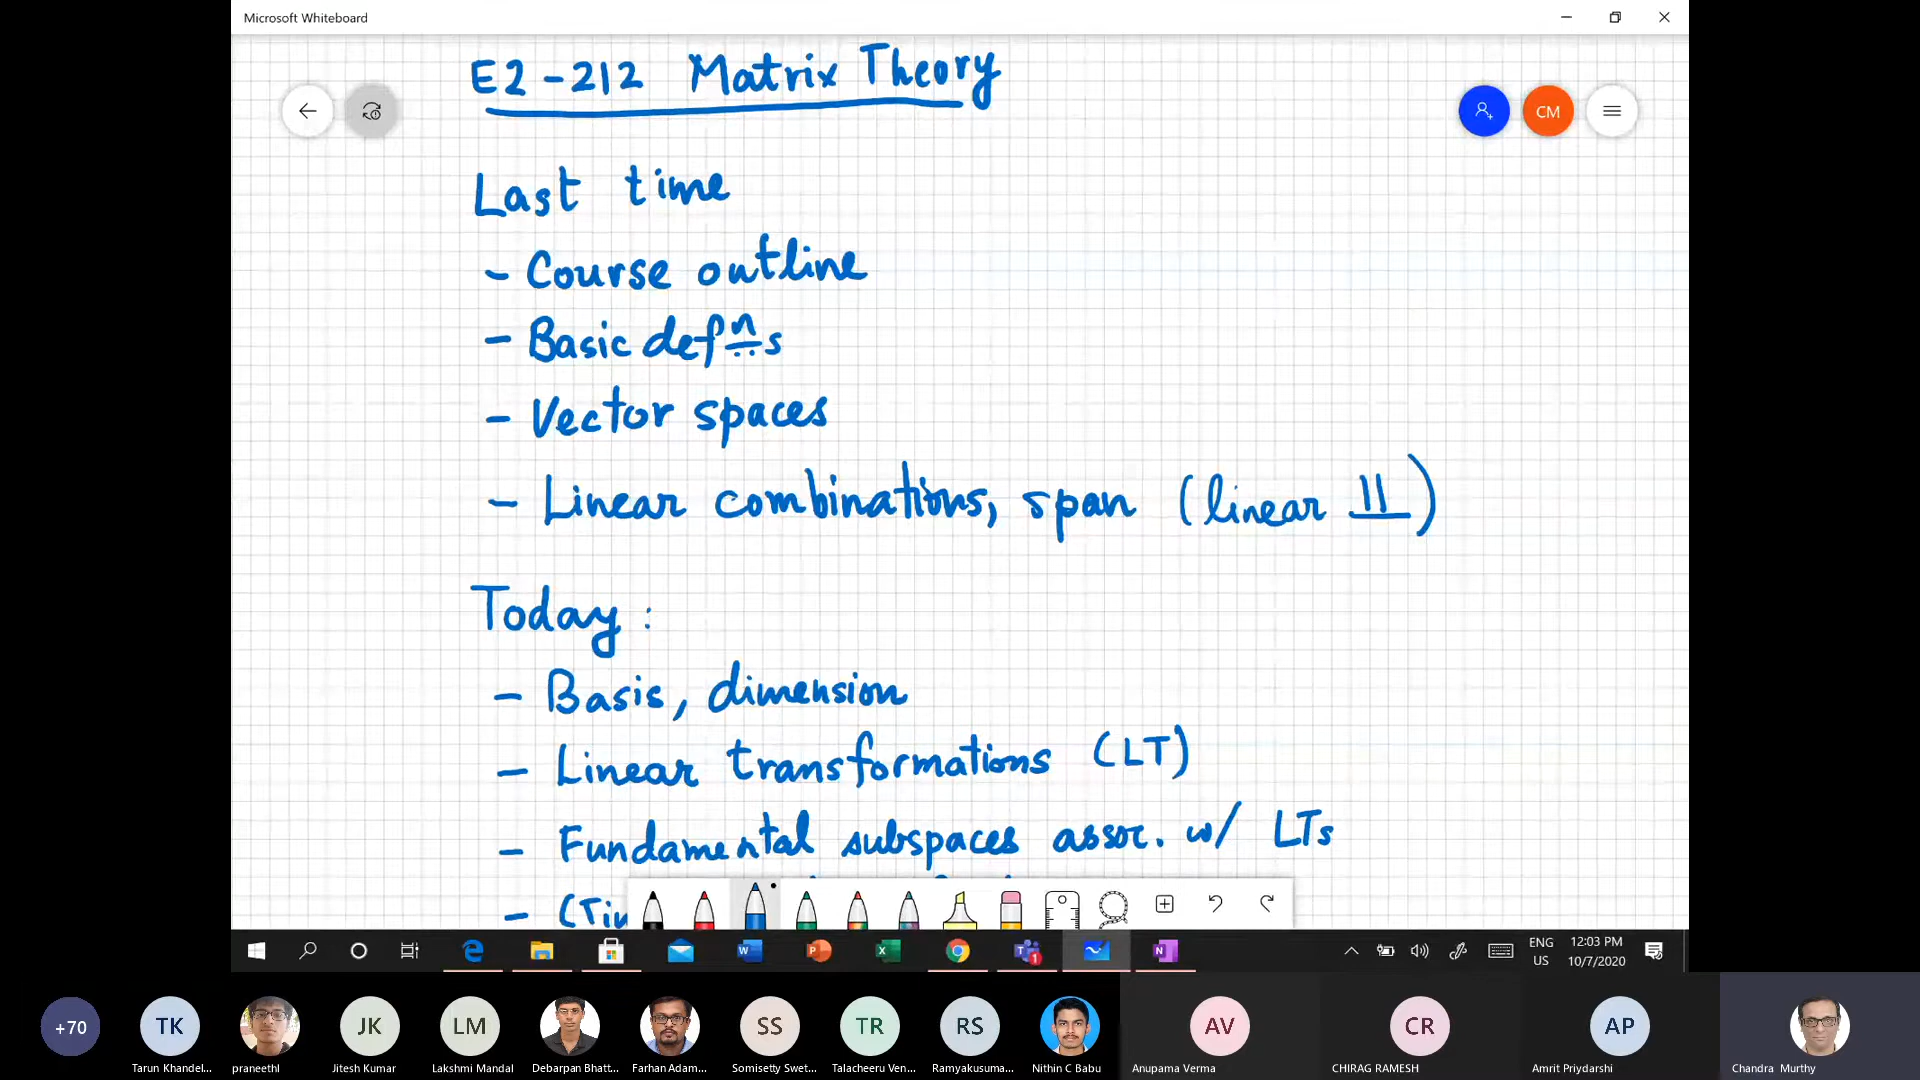 Microsoft Whiteboard
E2-212 Matrix Theory
CM
Last time
- Course outline
- Basic defns
- Vector spaces
- Linear combinations, span (linear ⫫)
Today :
- Basis, dimension
- Linear transformations (LT)
- Fundamental subspaces assoc. w/ LTs
- (Tim
ENG
US
12:03 PM
10/7/2020
+70
TK
JK
LM
SS
TR
RS
AV
CR
AP
Tarun Khandel...
praneethl
Jitesh Kumar
Lakshmi Mandal
Debarpan Bhatt...
Farhan Adam...
Somisetty Swet...
Talacheeru Ven...
Ramyakusuma...
Nithin C Babu
Anupama Verma
CHIRAG RAMESH
Amrit Priydarshi
Chandra Murthy